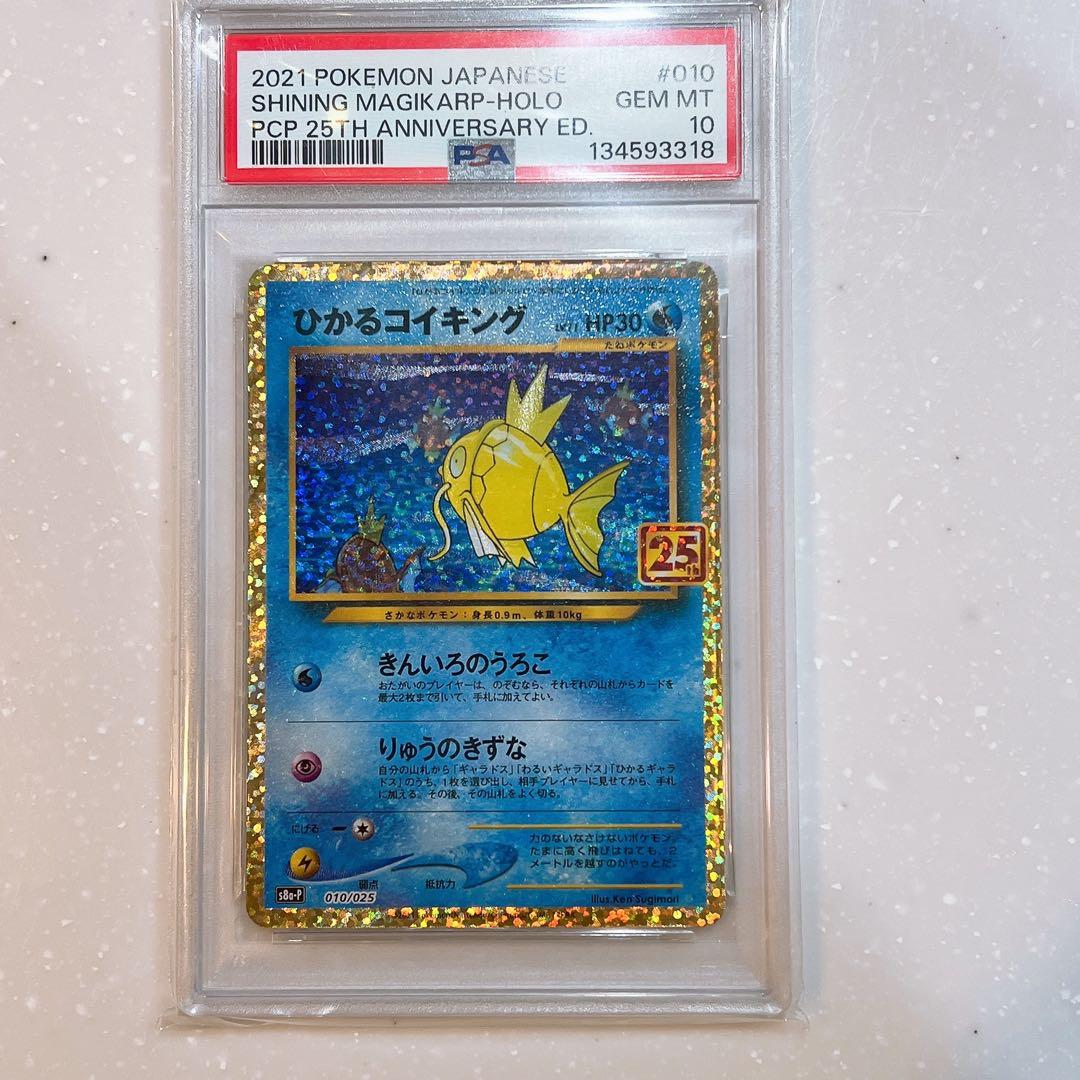 2021 POKEMON JAPANESE #010
SHINING MAGIKARP-HOLO GEM MT
PCP 25TH ANNIVERSARY ED. 10
PSA 134593318
ひかるコイキング LV.11 HP30
たねポケモン
25th
さかなポケモン：身長0.9m、体重10kg
きんいろのうろこ
おたがいのプレイヤーは、のぞむなら、それぞれの山札からカードを
最大2枚まで引いて、手札に加えてよい。
りゅうのきずな
自分の山札から「ギャラドス」「わるいギャラドス」「ひかるギャラ
ドス」のうち、1枚を選び出し、相手プレイヤーに見せてから、手札
に加える。その後、その山札をよく切る。
にげる
力のないなさけないポケモン。
たまに高く飛びはねても、2
メートルを越すのがやっとだ。
弱点 抵抗力
s8a-P 010/025 Illus.Ken Sugimori